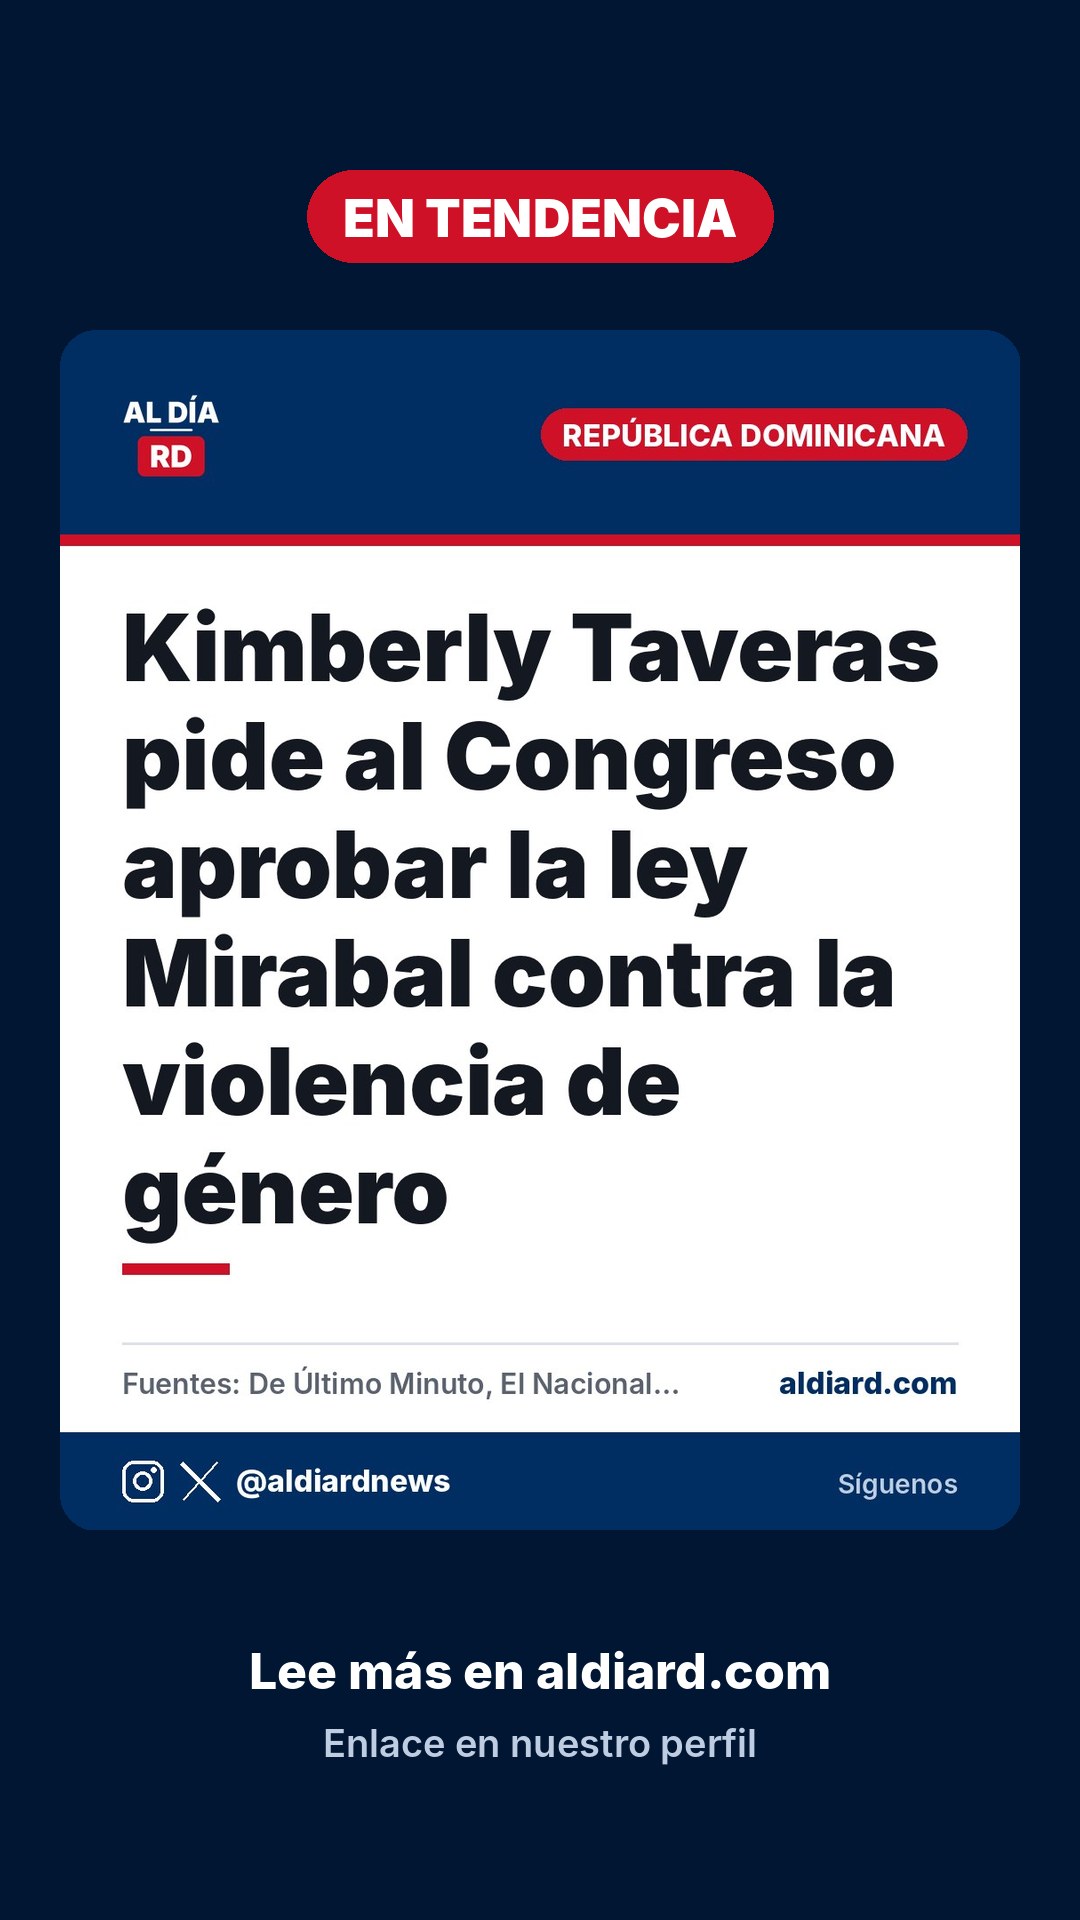 EN TENDENCIA
AL DÍA
RD
REPÚBLICA DOMINICANA
Kimberly Taveras
pide al Congreso
aprobar la ley
Mirabal contra la
violencia de
género
Fuentes: De Último Minuto, El Nacional...
aldiard.com
@aldiardnews
Síguenos
Lee más en aldiard.com
Enlace en nuestro perfil